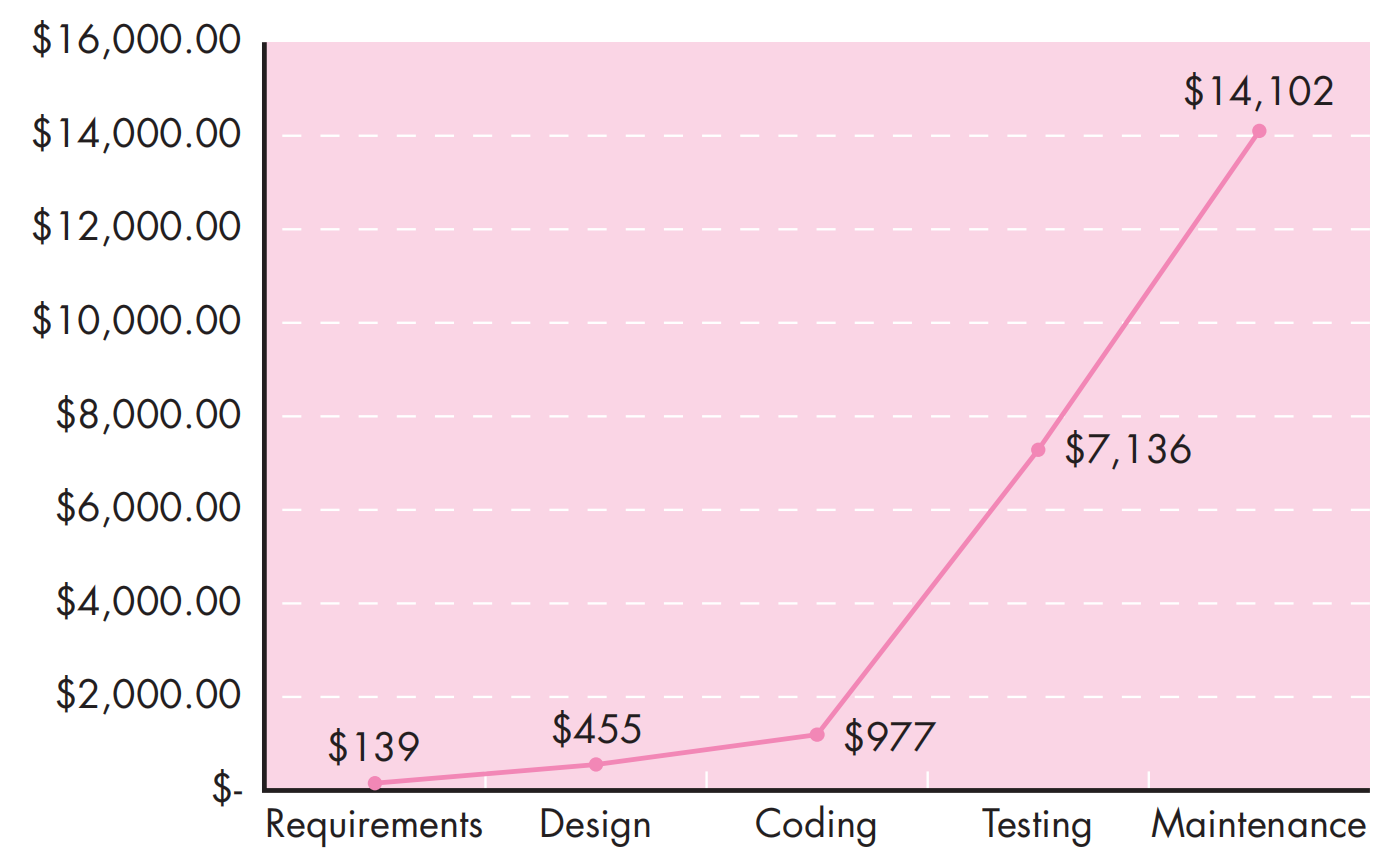 $16,000.00
$14,000.00
$12,000.00
$10,000.00
$8,000.00
$6,000.00
$4,000.00
$2,000.00
$-
$139
$455
$977
$7,136
$14,102
Requirements
Design
Coding
Testing
Maintenance